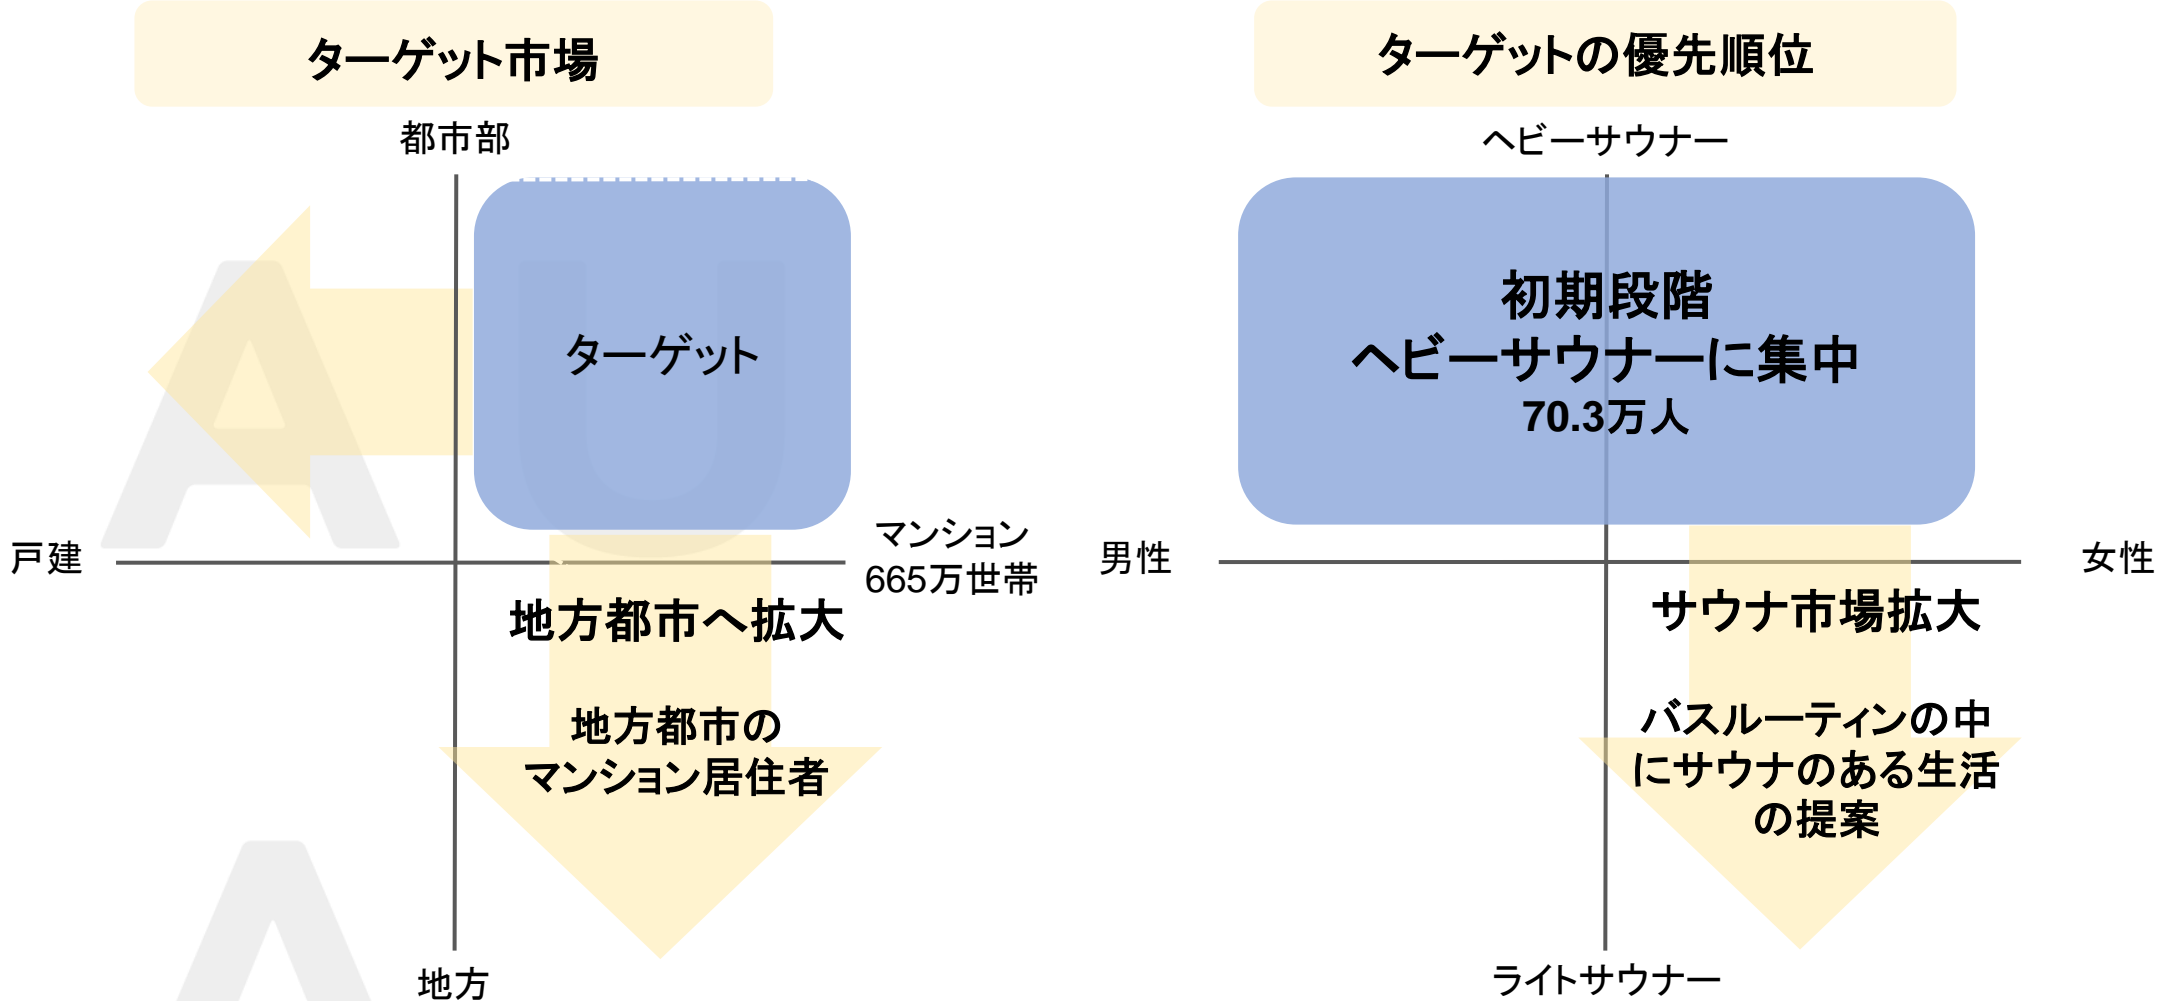 ターゲット市場
都市部
ターゲット
戸建
マンション
665万世帯
地方都市へ拡大
地方都市の
マンション居住者
地方
ターゲットの優先順位
ヘビーサウナー
初期段階
ヘビーサウナーに集中
70.3万人
男性
女性
サウナ市場拡大
バスルーティンの中
にサウナのある生活
の提案
ライトサウナー
A
U
A